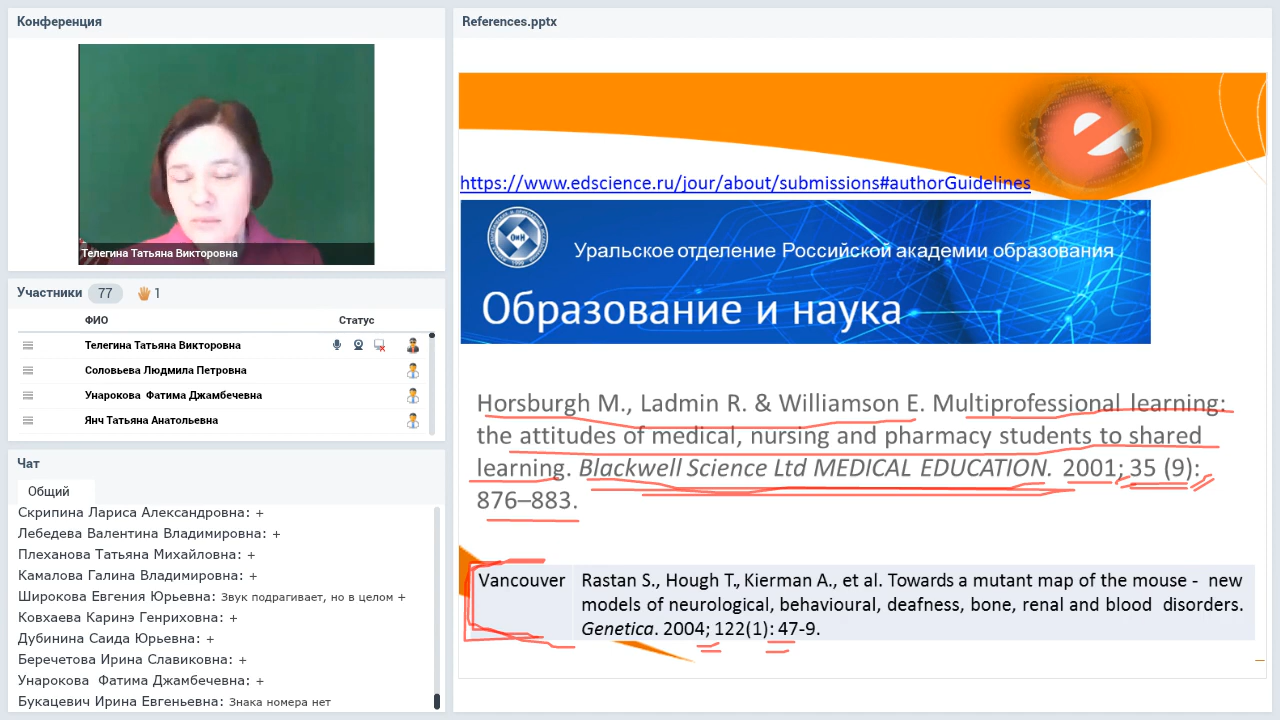 Конференция
Телегина Татьяна Викторовна
Участники 77 1
ФИО Статус
Телегина Татьяна Викторовна
Соловьева Людмила Петровна
Унарокова Фатима Джамбечевна
Янч Татьяна Анатольевна
Чат
Общий
Скрипина Лариса Александровна: +
Лебедева Валентина Владимировна: +
Плеханова Татьяна Михайловна: +
Камалова Галина Владимировна: +
Широкова Евгения Юрьевна: Звук подрагивает, но в целом +
Ковхаева Каринэ Генриховна: +
Дубинина Саида Юрьевна: +
Беречетова Ирина Славиковна: +
Унарокова Фатима Джамбечевна: +
Букацевич Ирина Евгеньевна: Знака номера нет
References.pptx
https://www.edscience.ru/jour/about/submissions#authorGuidelines
Уральское отделение Российской академии образования
Образование и наука
Horsburgh M., Ladmin R. & Williamson E. Multiprofessional learning:
the attitudes of medical, nursing and pharmacy students to shared
learning. Blackwell Science Ltd MEDICAL EDUCATION. 2001; 35 (9):
876–883.
Vancouver Rastan S., Hough T., Kierman A., et al. Towards a mutant map of the mouse - new
models of neurological, behavioural, deafness, bone, renal and blood disorders.
Genetica. 2004; 122(1): 47-9.